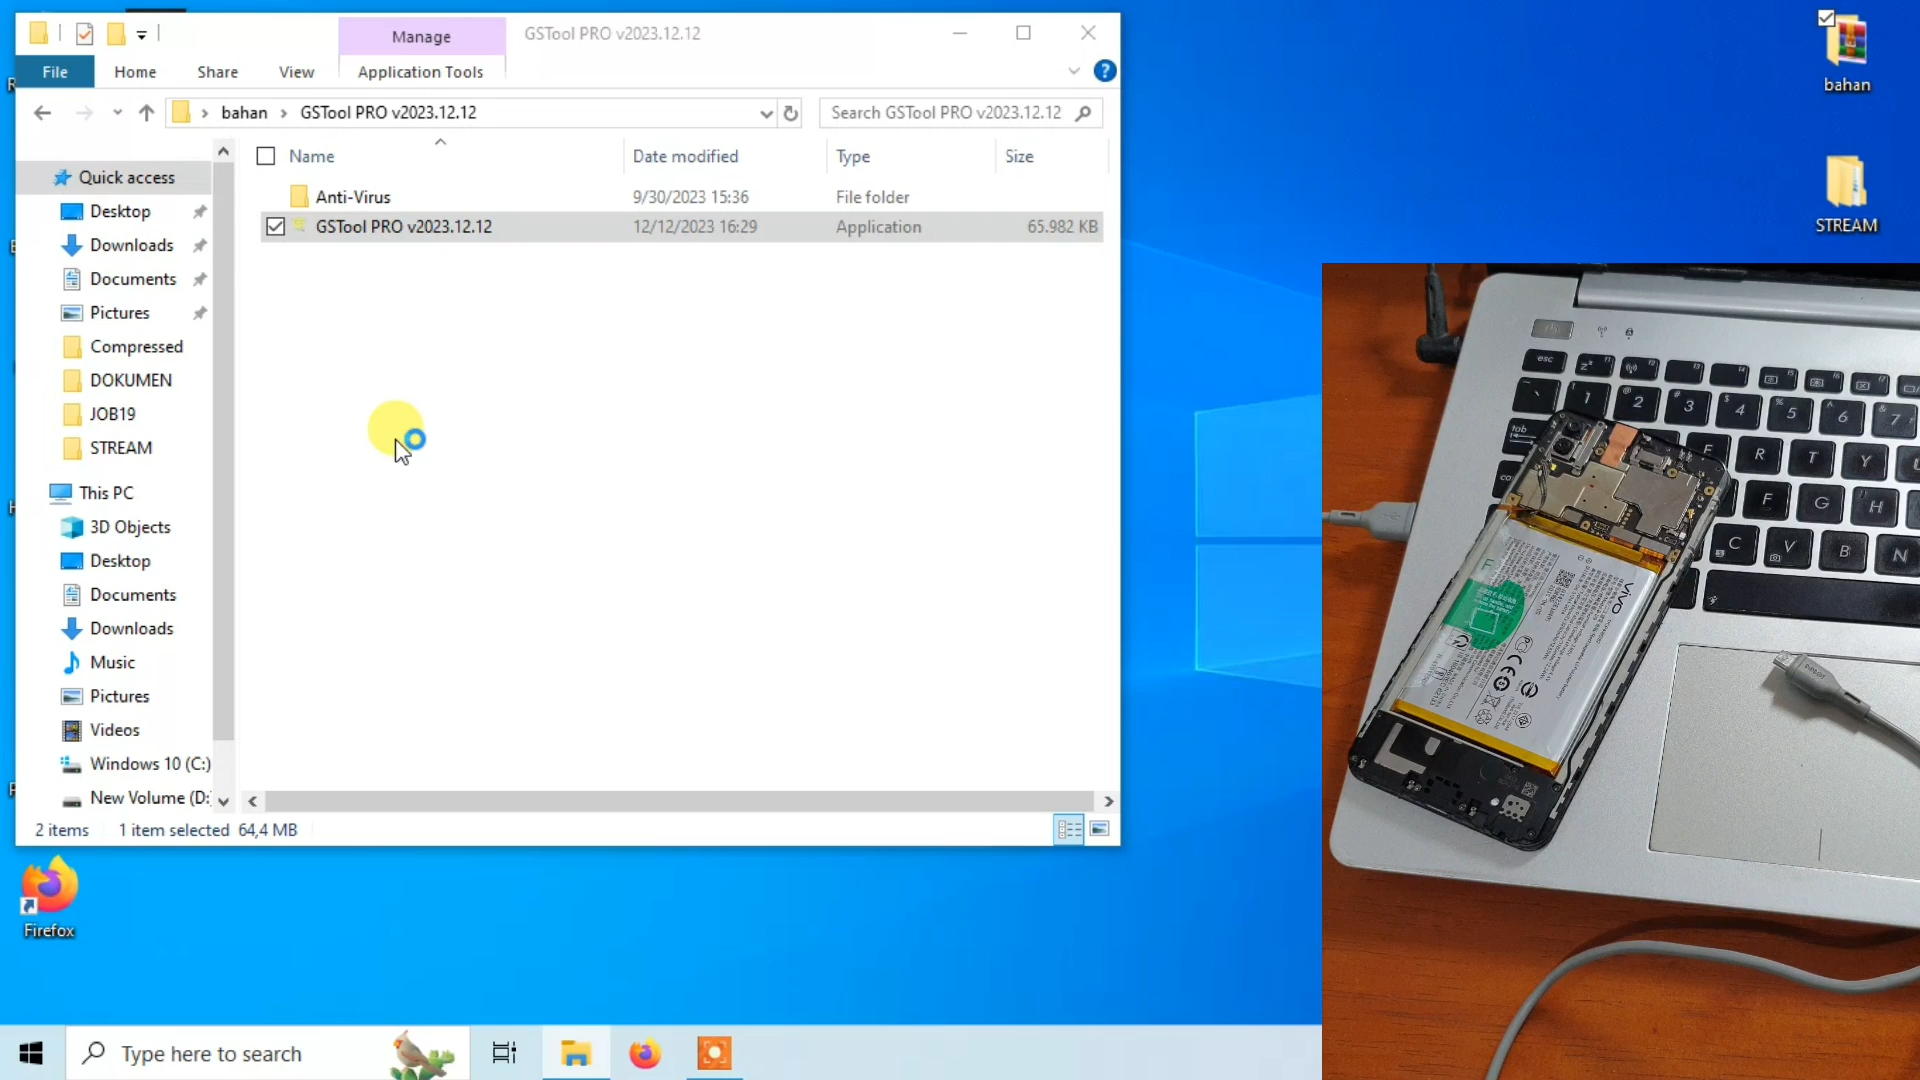 Manage
GSTool PRO v2023.12.12
File
Home
Share
View
Application Tools
bahan
GSTool PRO v2023.12.12
Search GSTool PRO v2023.12.12
Name
Date modified
Type
Size
Anti-Virus
9/30/2023 15:36
File folder
GSTool PRO v2023.12.12
12/12/2023 16:29
Application
65.982 KB
Quick access
Desktop
Downloads
Documents
Pictures
Compressed
DOKUMEN
JOB19
STREAM
This PC
3D Objects
Desktop
Documents
Downloads
Music
Pictures
Videos
Windows 10 (C:)
New Volume (D:
2 items
1 item selected
64,4 MB
Firefox
Type here to search
bahan
STREAM
esc
tab
vivo